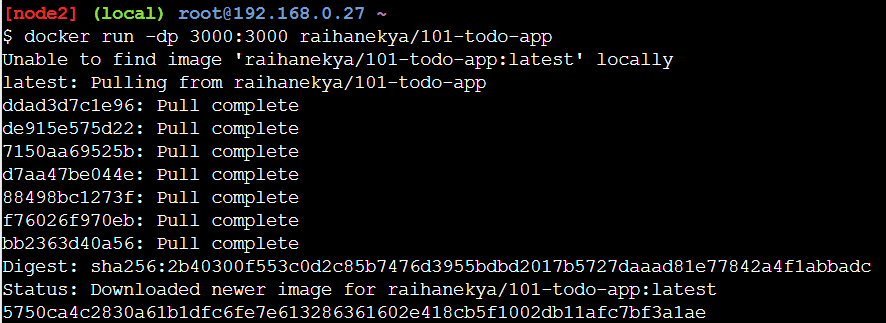 [node2] (local) root@192.168.0.27 ~
$ docker run -dp 3000:3000 raihanekya/101-todo-app
Unable to find image 'raihanekya/101-todo-app:latest' locally
latest: Pulling from raihanekya/101-todo-app
ddad3d7c1e96: Pull complete
de915e575d22: Pull complete
7150aa69525b: Pull complete
d7aa47be044e: Pull complete
88498bc1273f: Pull complete
f76026f970eb: Pull complete
bb2363d40a56: Pull complete
Digest: sha256:2b40300f553c0d2c85b7476d3955bdbd2017b5727daaad81e77842a4f1abbadc
Status: Downloaded newer image for raihanekya/101-todo-app:latest
5750ca4c2830a61b1dfc6fe7e613286361602e418cb5f1002db11afc7bf3a1ae